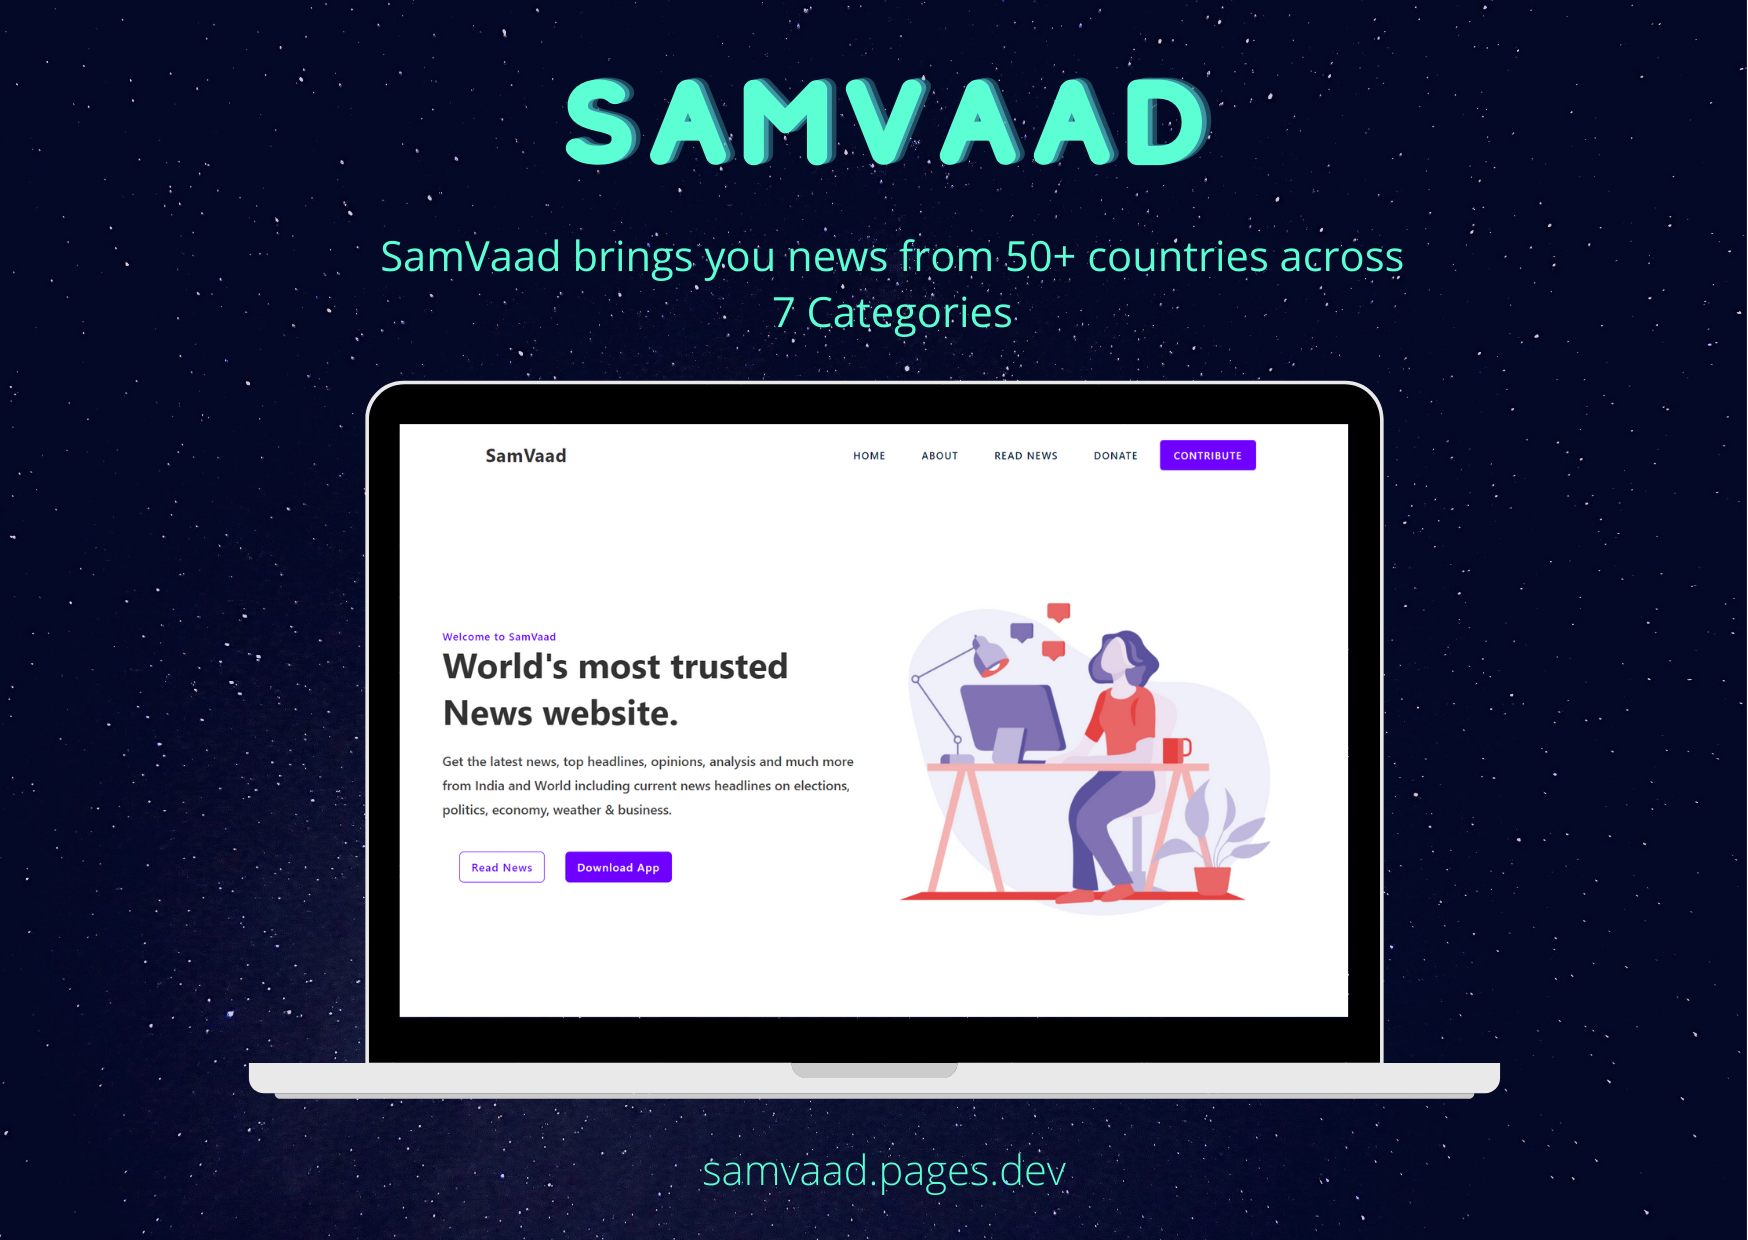 SAMVAAD
SamVaad brings you news from 50+ countries across
7 Categories
SamVaad
HOME ABOUT READ NEWS DONATE CONTRIBUTE
Welcome to SamVaad
World's most trusted
News website.
Get the latest news, top headlines, opinions, analysis and much more
from India and World including current news headlines on elections,
politics, economy, weather & business.
Read News Download App
samvaad.pages.dev